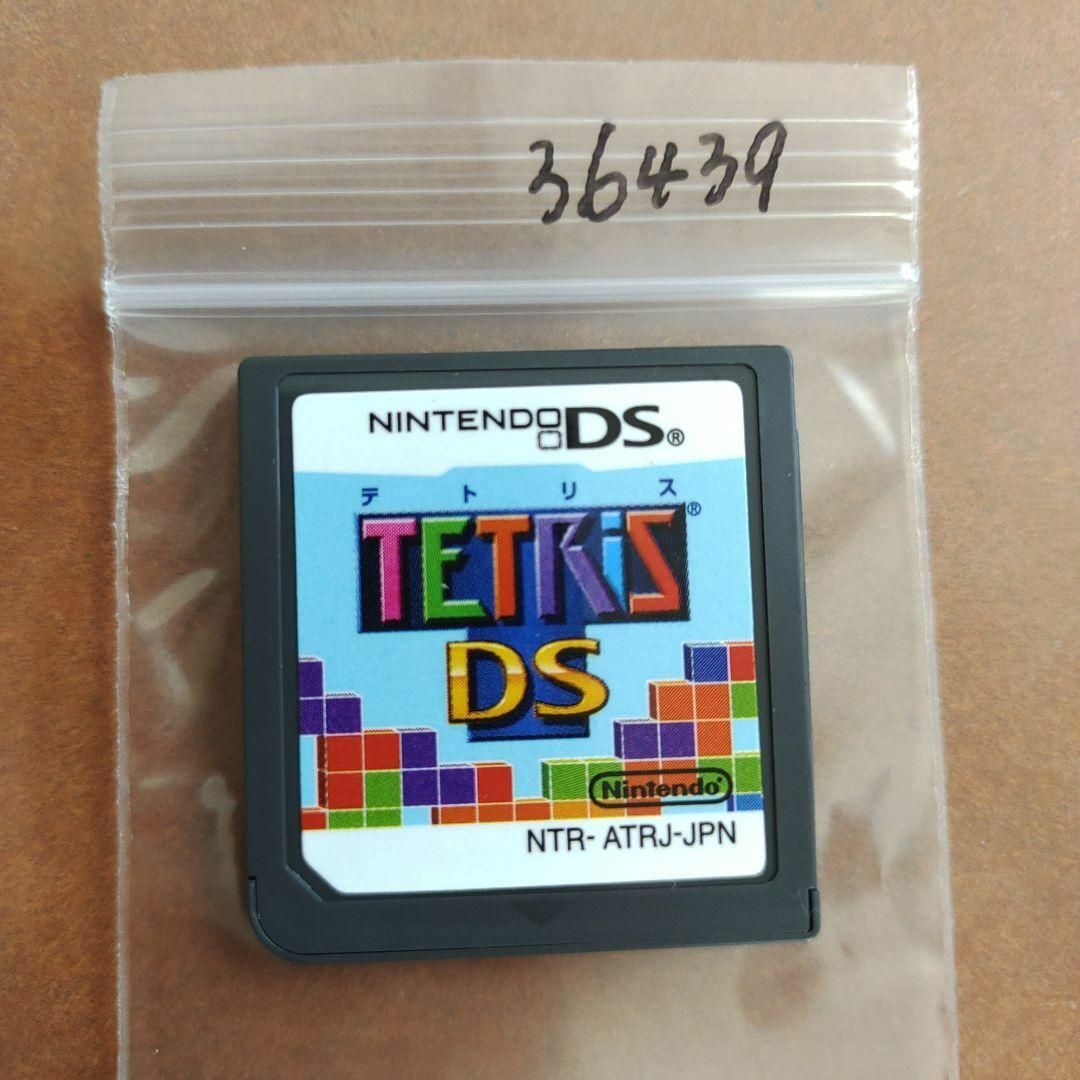 36439
NINTENDO DS®
テトリス
TETRiS®
DS
Nintendo®
NTR- ATRJ-JPN